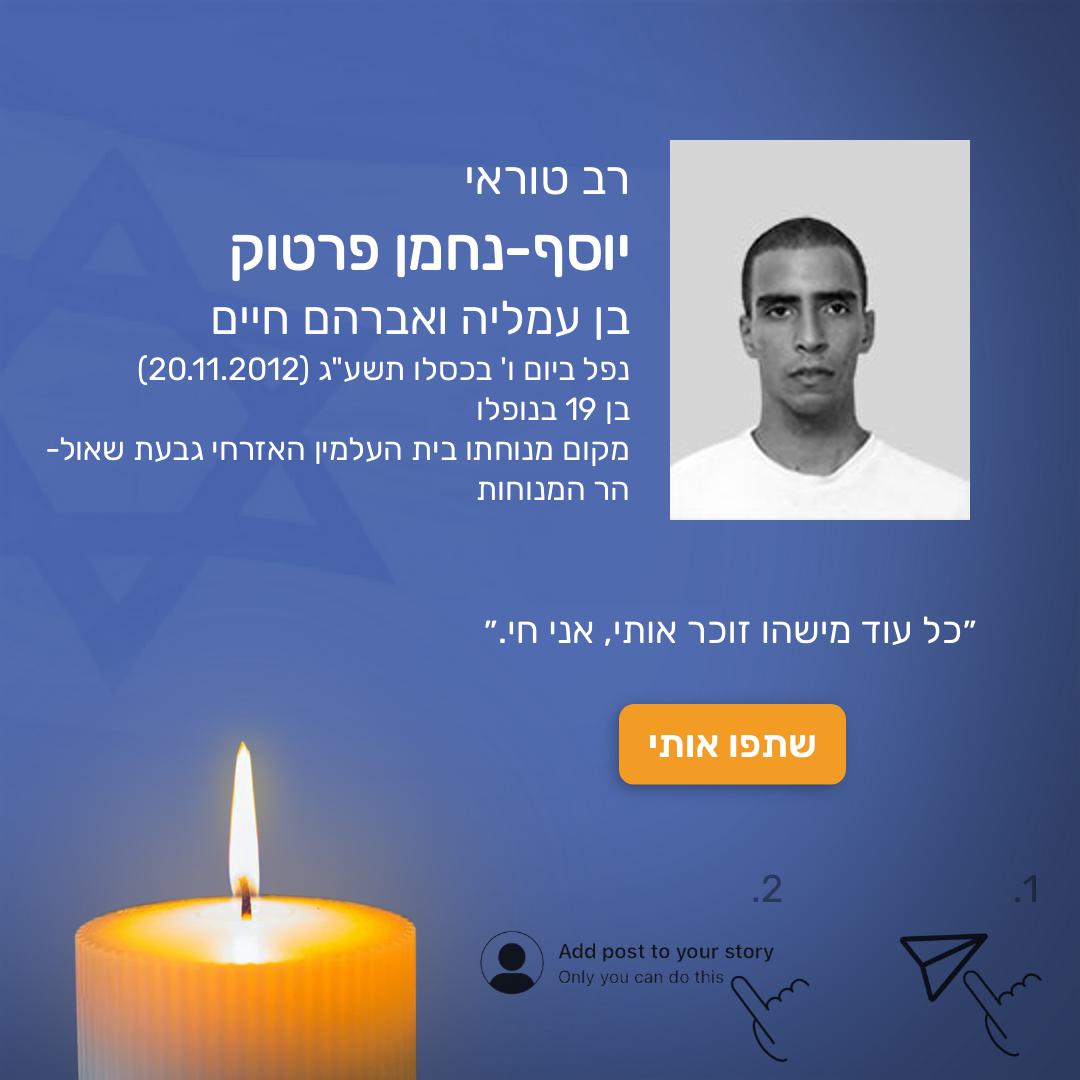 רב טוראי
יוסף-נחמן פרטוק
בן עמליה ואברהם חיים
נפל ביום ו' בכסלו תשע"ג (20.11.2012)
בן 19 בנופלו
מקום מנוחתו בית העלמין האזרחי גבעת שאול-
הר המנוחות
״כל עוד מישהו זוכר אותי, אני חי.״
שתפו אותי
1.
2.
Add post to your story
Only you can do this